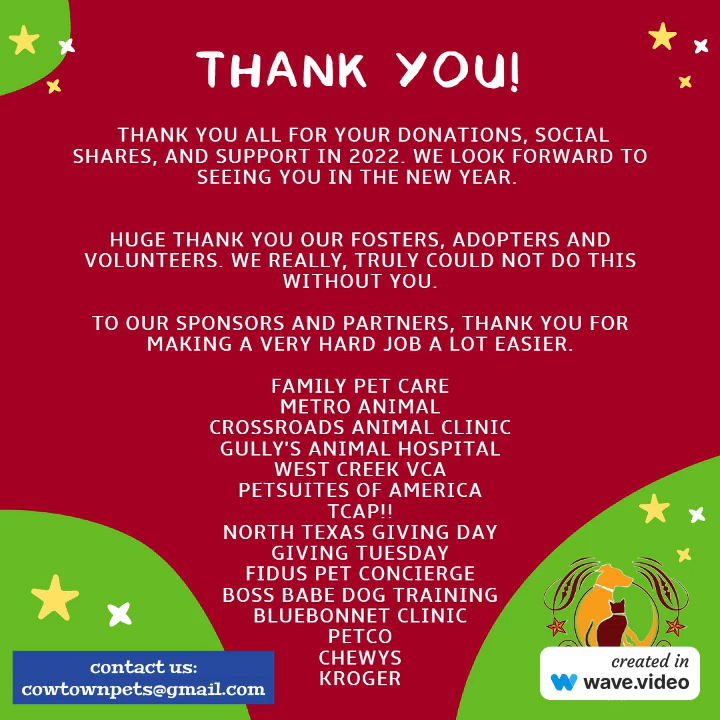 THANK YOU!
THANK YOU ALL FOR YOUR DONATIONS, SOCIAL
SHARES, AND SUPPORT IN 2022. WE LOOK FORWARD TO
SEEING YOU IN THE NEW YEAR.
HUGE THANK YOU OUR FOSTERS, ADOPTERS AND
VOLUNTEERS. WE REALLY, TRULY COULD NOT DO THIS
WITHOUT YOU.
TO OUR SPONSORS AND PARTNERS, THANK YOU FOR
MAKING A VERY HARD JOB A LOT EASIER.
FAMILY PET CARE
METRO ANIMAL
CROSSROADS ANIMAL CLINIC
GULLY'S ANIMAL HOSPITAL
WEST CREEK VCA
PETSUITES OF AMERICA
TCAP!!
NORTH TEXAS GIVING DAY
GIVING TUESDAY
FIDUS PET CONCIERGE
BOSS BABE DOG TRAINING
BLUEBONNET CLINIC
PETCO
CHEWYS
KROGER
contact us:
cowtownpets@gmail.com
created in
wave.video